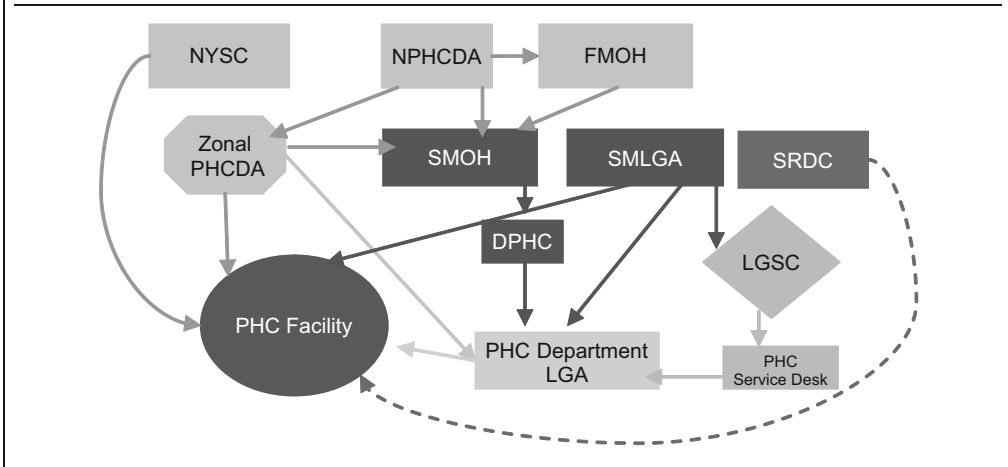 NYSC
NPHCDA
FMOH
Zonal
PHCDA
SMOH
SMLGA
SRDC
DPHC
LGSC
PHC Facility
PHC Department
LGA
PHC
Service Desk